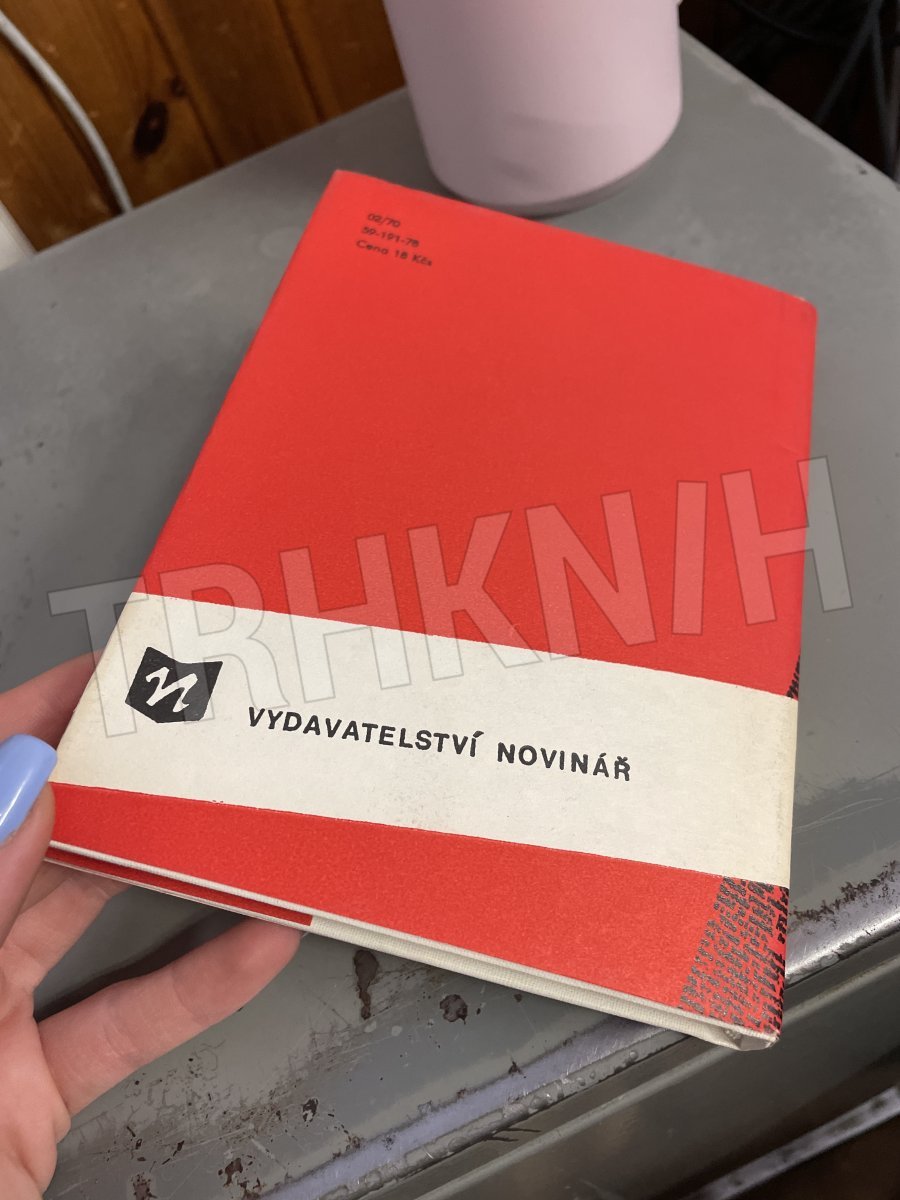 02/70
59-191-78
Cena 18 Kčs
TRHKNIH
n
VYDAVATELSTVÍ NOVINÁŘ